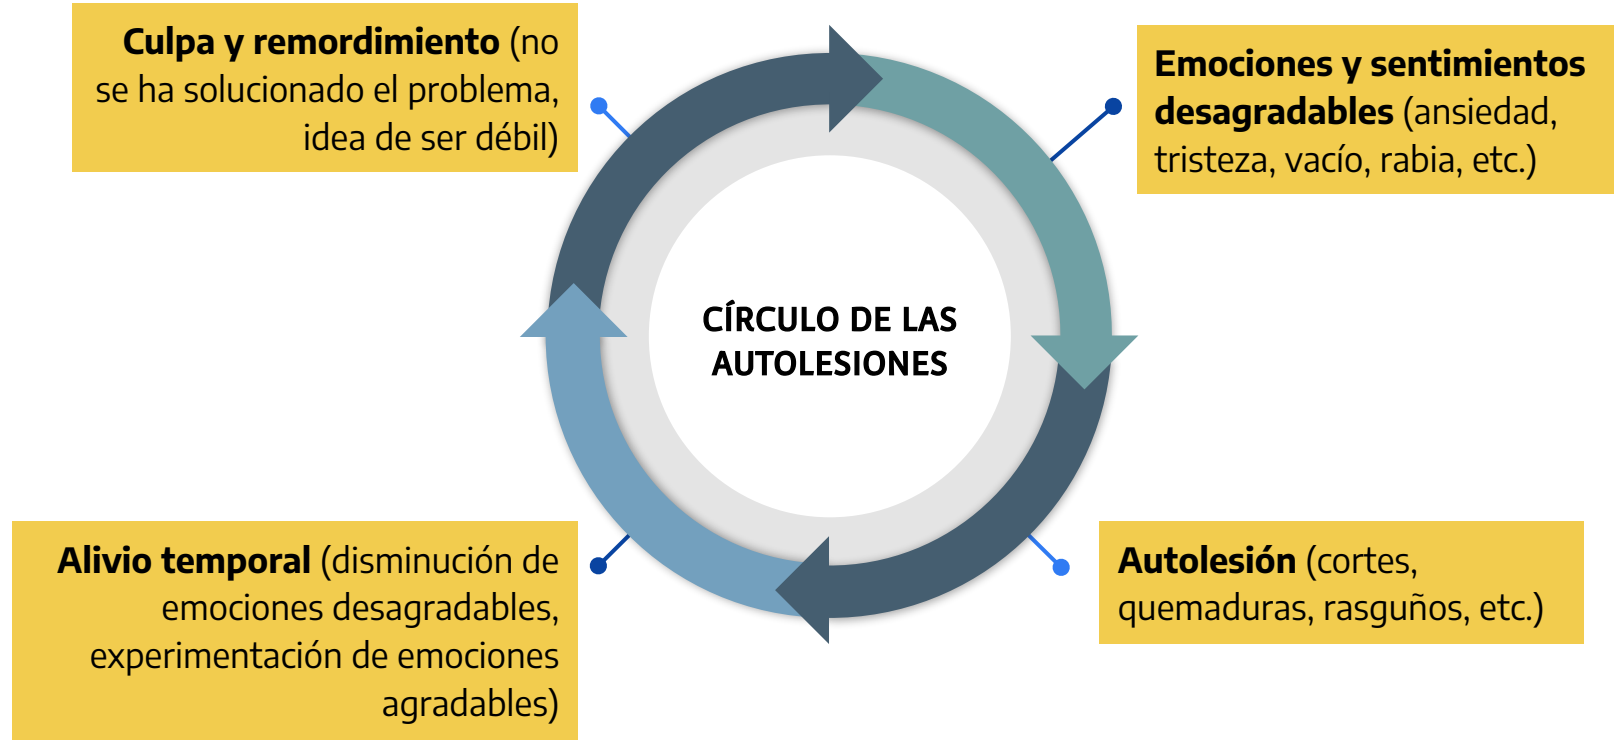 Culpa y remordimiento (no
se ha solucionado el problema,
idea de ser débil)
Emociones y sentimientos
desagradables (ansiedad,
tristeza, vacío, rabia, etc.)
CÍRCULO DE LAS
AUTOLESIONES
Alivio temporal (disminución de
emociones desagradables,
experimentación de emociones
agradables)
Autolesión (cortes,
quemaduras, rasguños, etc.)